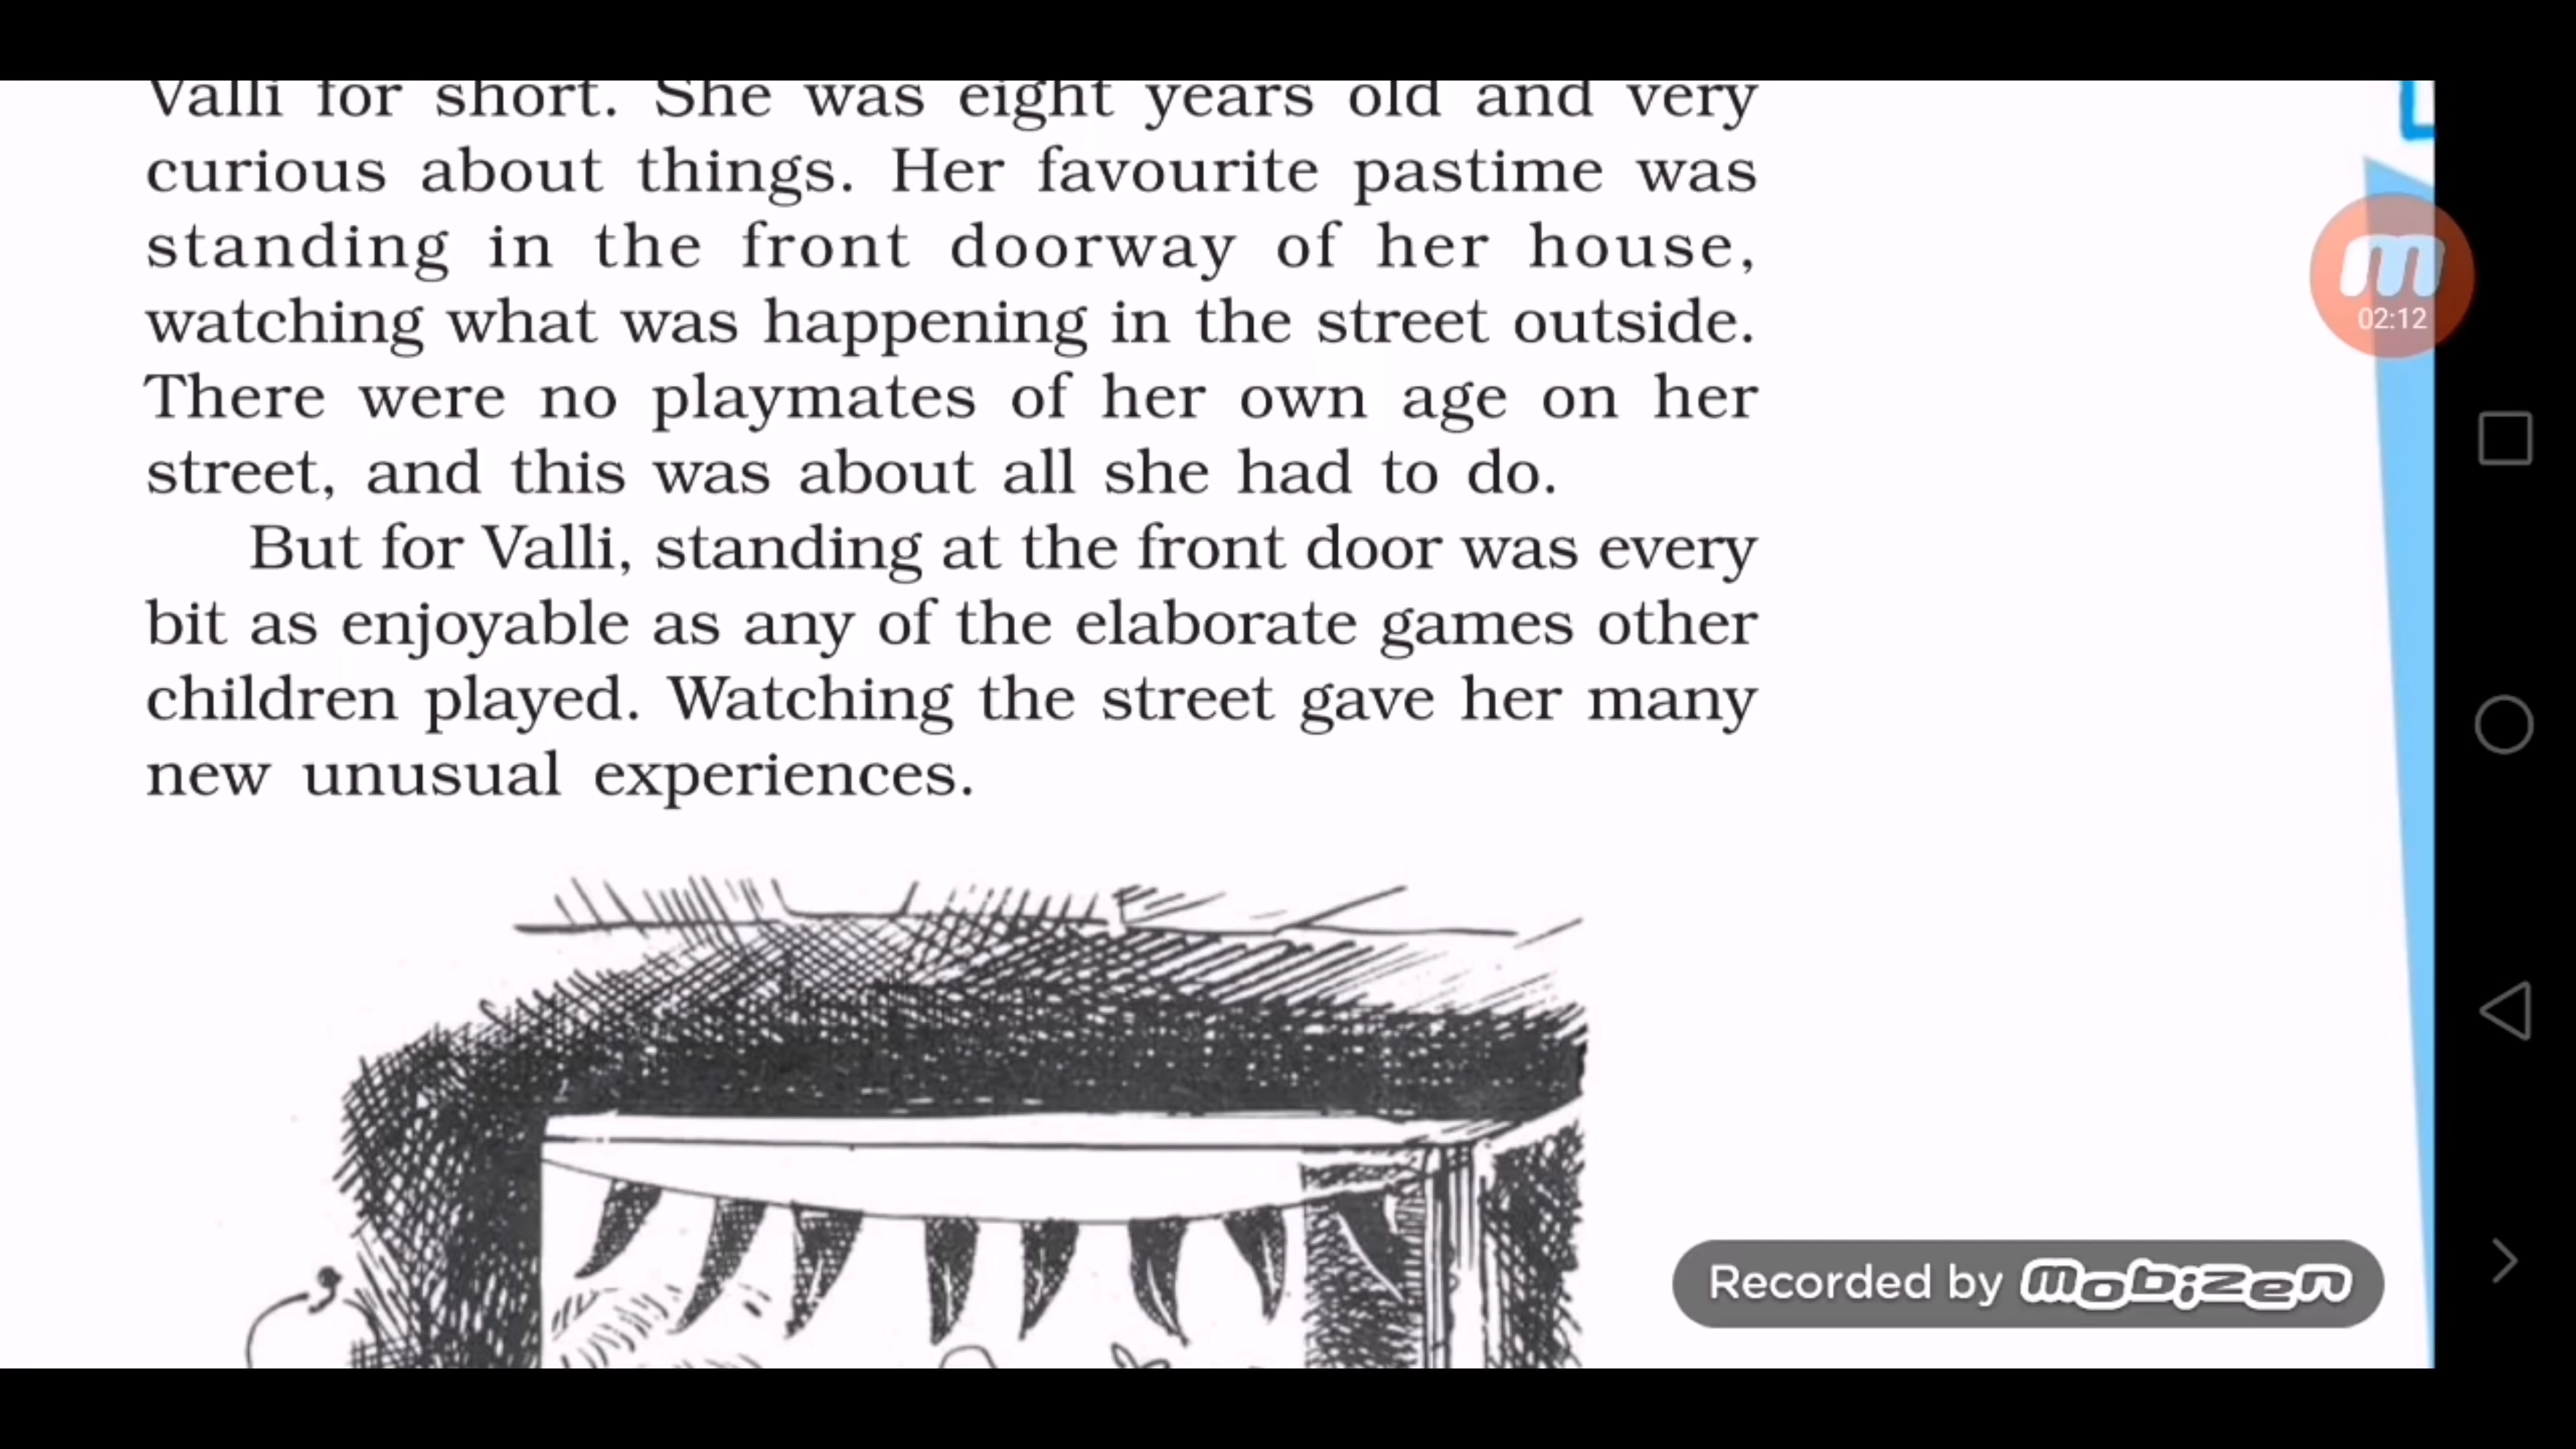 Valli for short. She was eight years old and very
curious about things. Her favourite pastime was
standing in the front doorway of her house,
watching what was happening in the street outside.
There were no playmates of her own age on her
street, and this was about all she had to do.
But for Valli, standing at the front door was every
bit as enjoyable as any of the elaborate games other
children played. Watching the street gave her many
new unusual experiences.
m
02:12
Recorded by mobizen